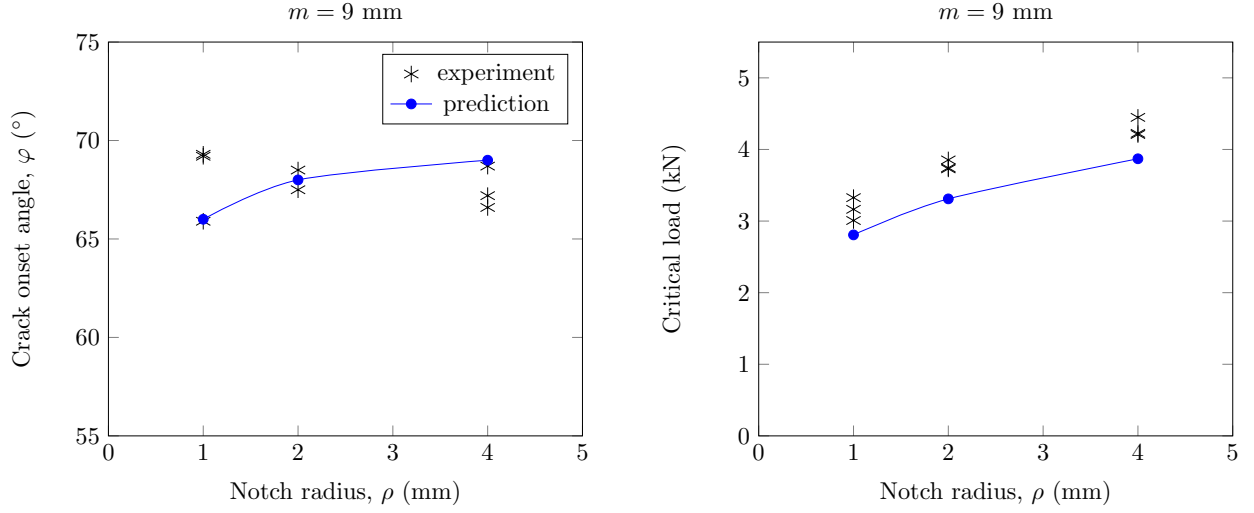 m = 9 mm
75
70
65
60
55
0
1
2
3
4
5
Crack onset angle, φ (°)
Notch radius, ρ (mm)
experiment
prediction
m = 9 mm
5
4
3
2
1
0
0
1
2
3
4
5
Critical load (kN)
Notch radius, ρ (mm)